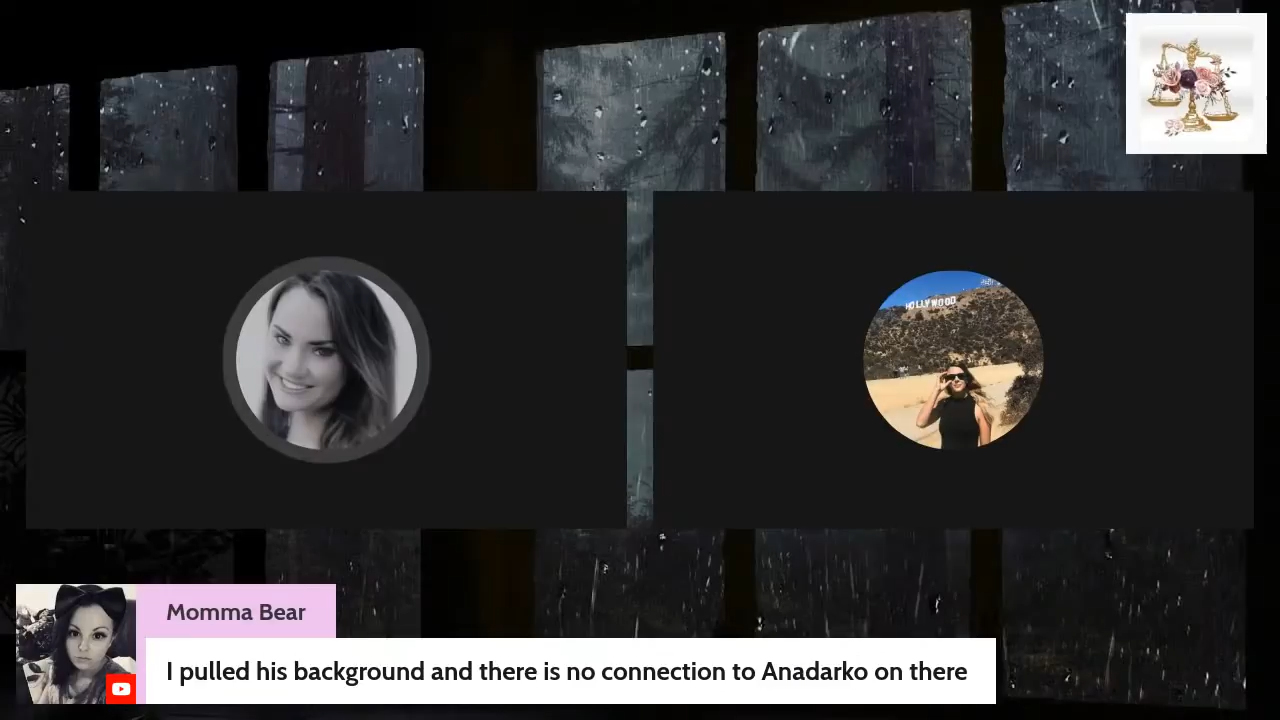 HOLLYWOOD
Momma Bear
I pulled his background and there is no connection to Anadarko on there